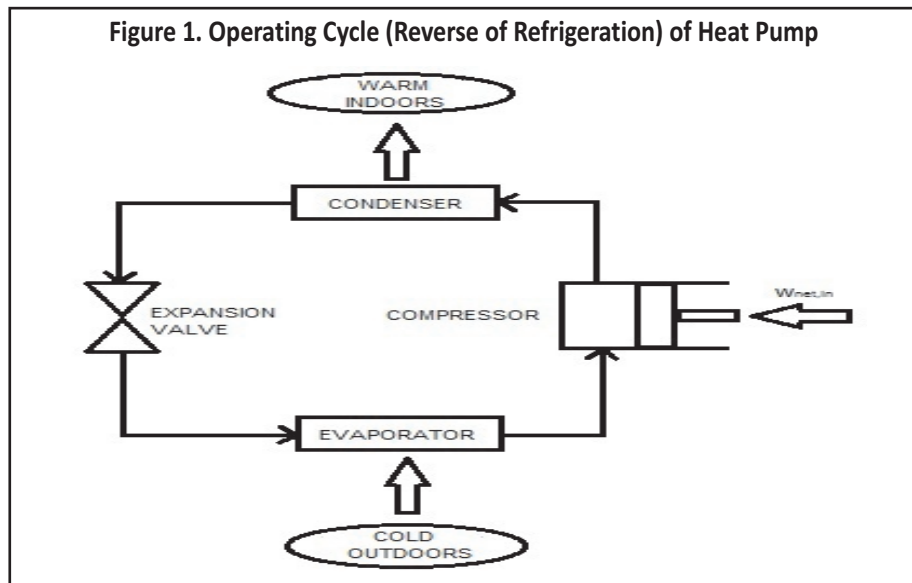 Figure 1. Operating Cycle (Reverse of Refrigeration) of Heat Pump
WARM
INDOORS
CONDENSER
EXPANSION
VALVE
COMPRESSOR
Wnet,in
EVAPORATOR
COLD
OUTDOORS